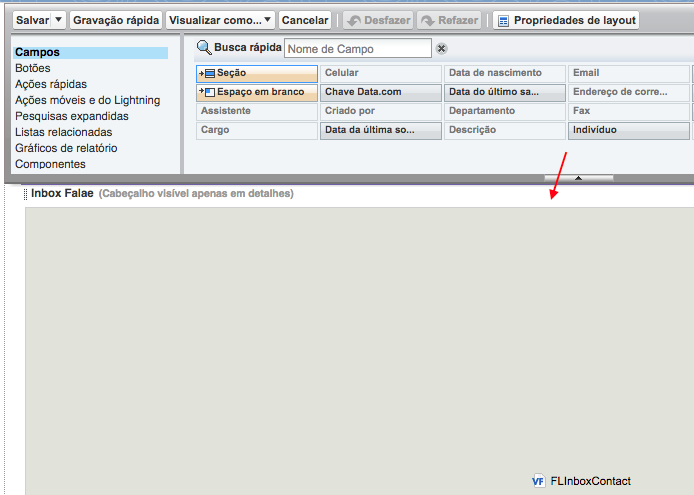 Salvar Gravação rápida Visualizar como... Cancelar Desfazer Refazer Propriedades de layout
Campos
Botões
Ações rápidas
Ações móveis e do Lightning
Pesquisas expandidas
Listas relacionadas
Gráficos de relatório
Componentes
Busca rápida Nome de Campo
Seção Celular Data de nascimento Email
Espaço em branco Chave Data.com Data do último sa... Endereço de corre...
Assistente Criado por Departamento Fax
Cargo Data da última so... Descrição Indivíduo
Inbox Falae (Cabeçalho visível apenas em detalhes)
VF FLInboxContact